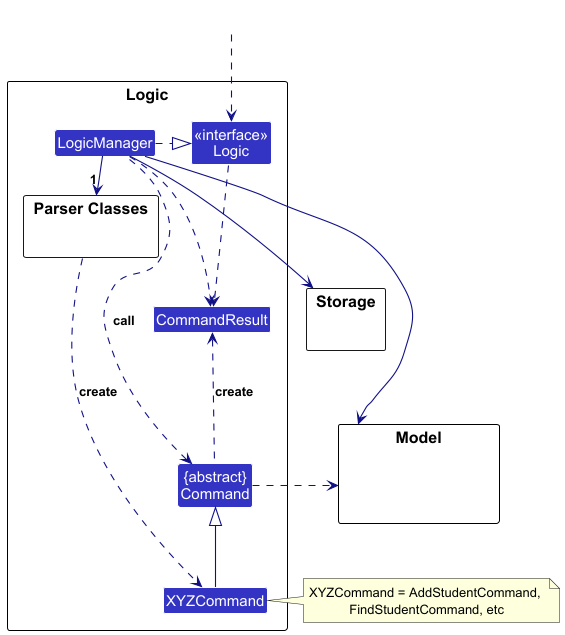 Logic
LogicManager
«interface»
Logic
1
Parser Classes
Storage
CommandResult
call
create
create
Model
{abstract}
Command
XYZCommand
XYZCommand = AddStudentCommand,
FindStudentCommand, etc